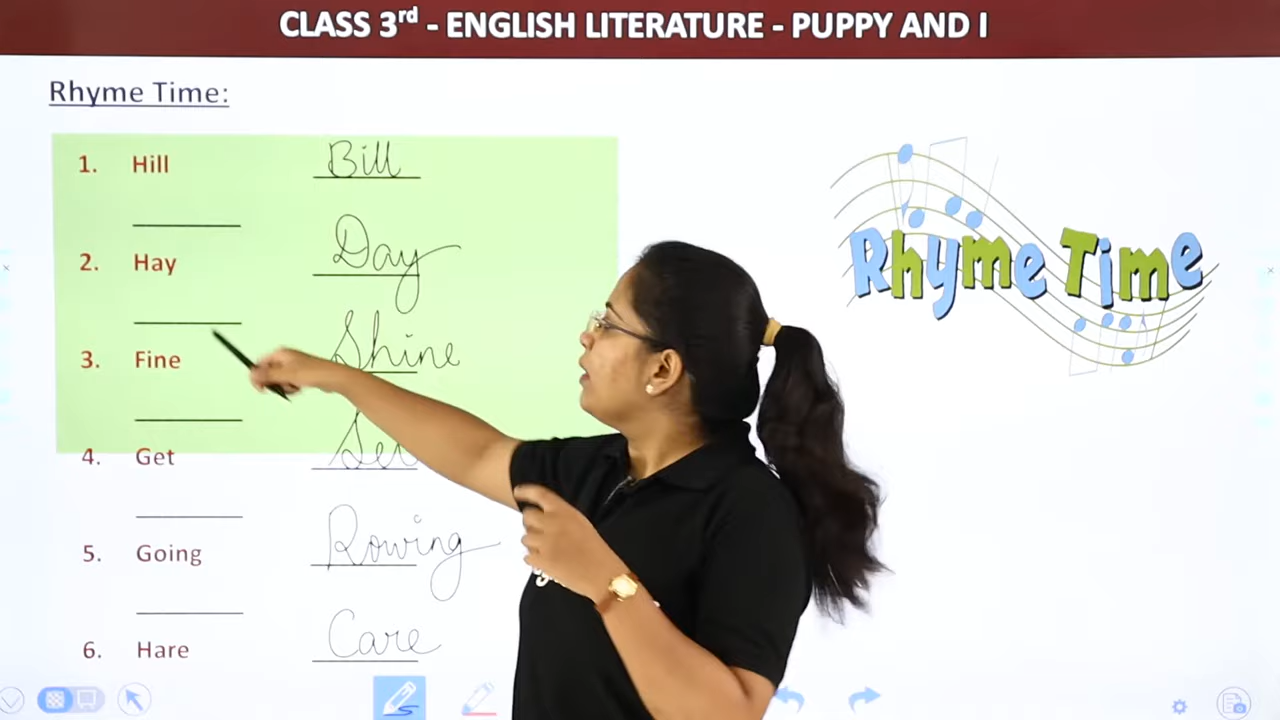 CLASS 3rd - ENGLISH LITERATURE - PUPPY AND I
Rhyme Time:
1. Hill Bill
2. Hay Day
3. Fine Shine
4. Get
5. Going Rowing
6. Hare Care
Rhyme Time